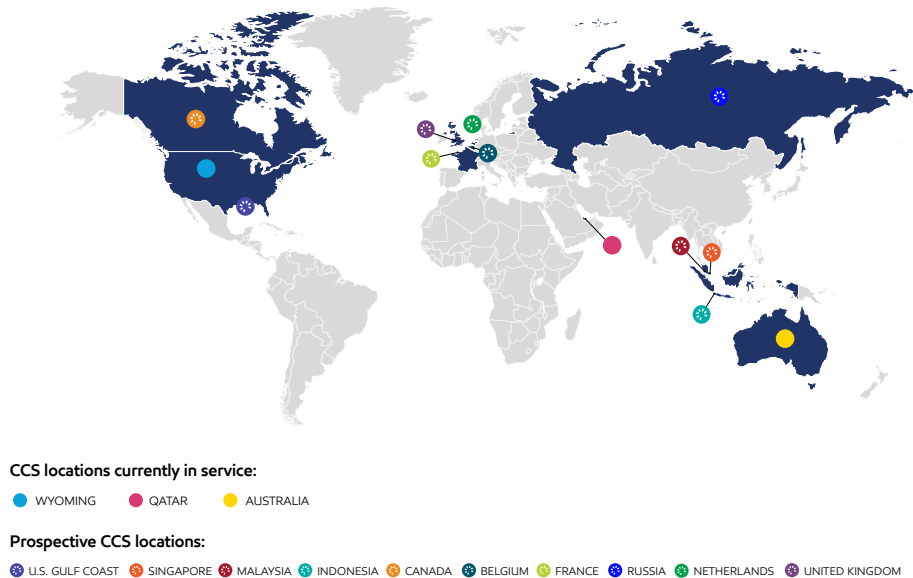 CCS locations currently in service:
WYOMING QATAR AUSTRALIA
Prospective CCS locations:
U.S. GULF COAST SINGAPORE MALAYSIA INDONESIA CANADA BELGIUM FRANCE RUSSIA NETHERLANDS UNITED KINGDOM